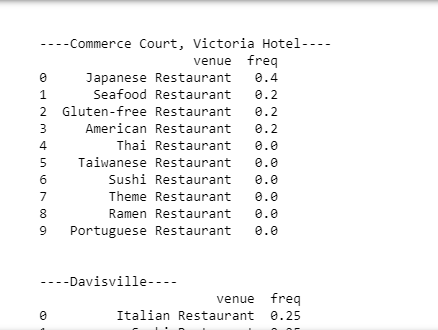 ----Commerce Court, Victoria Hotel----
venue freq
0 Japanese Restaurant 0.4
1 Seafood Restaurant 0.2
2 Gluten-free Restaurant 0.2
3 American Restaurant 0.2
4 Thai Restaurant 0.0
5 Taiwanese Restaurant 0.0
6 Sushi Restaurant 0.0
7 Theme Restaurant 0.0
8 Ramen Restaurant 0.0
9 Portuguese Restaurant 0.0
----Davisville----
venue freq
0 Italian Restaurant 0.25